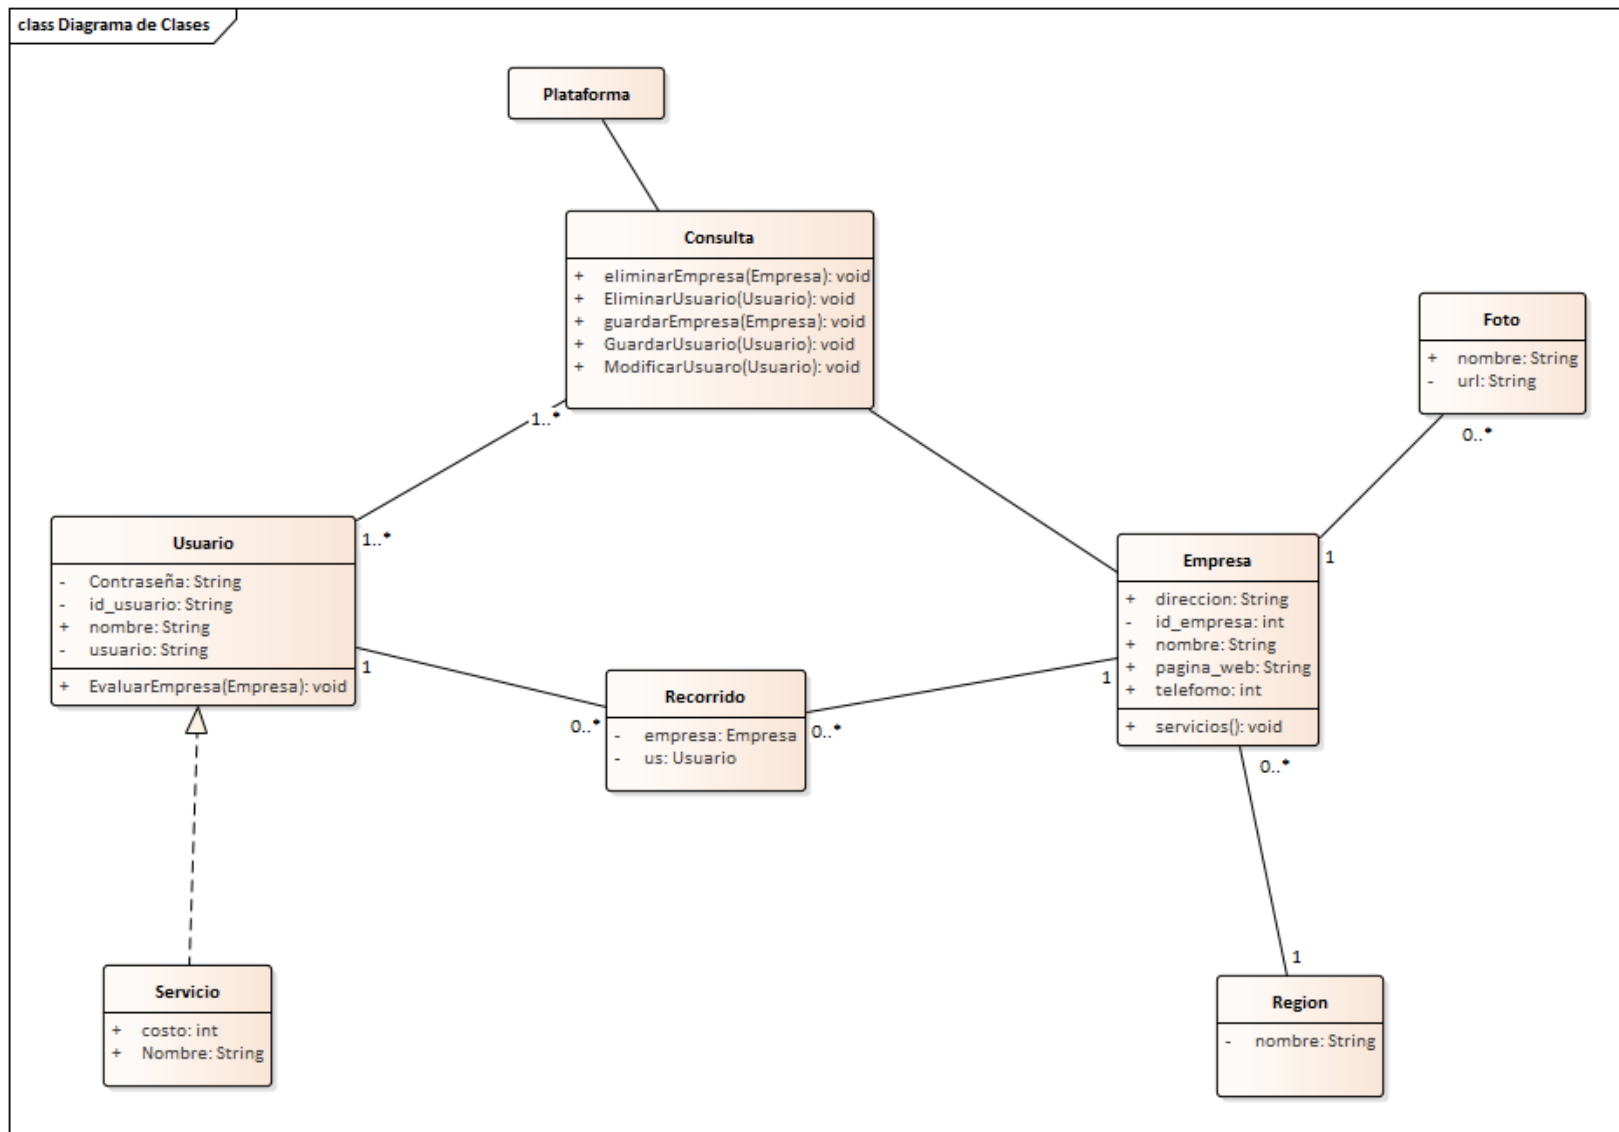 class Diagrama de Clases
Plataforma
Consulta
+ eliminarEmpresa(Empresa): void
+ EliminarUsuario(Usuario): void
+ guardarEmpresa(Empresa): void
+ GuardarUsuario(Usuario): void
+ ModificarUsuaro(Usuario): void
Foto
+ nombre: String
- url: String
0..*
1
1..*
1..*
Usuario
- Contraseña: String
- id_usuario: String
+ nombre: String
- usuario: String
+ EvaluarEmpresa(Empresa): void
1
0..*
Recorrido
- empresa: Empresa
- us: Usuario
0..*
1
Empresa
+ direccion: String
- id_empresa: int
+ nombre: String
+ pagina_web: String
+ telefomo: int
+ servicios(): void
0..*
1
Servicio
+ costo: int
+ Nombre: String
Region
- nombre: String